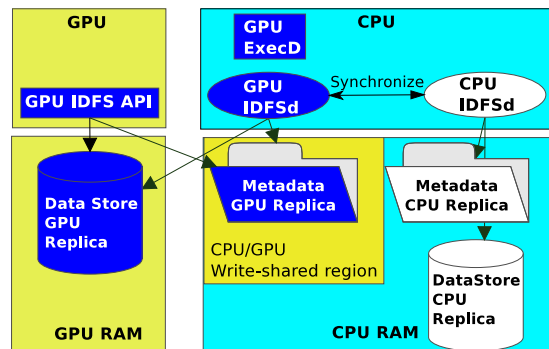 GPU
GPU IDFS API
GPU
ExecD
CPU
GPU
IDFSd
Synchronize
CPU
IDFSd
Data Store
GPU
Replica
GPU RAM
Metadata
GPU Replica
CPU/GPU
Write-shared region
Metadata
CPU Replica
DataStore
CPU
Replica
CPU RAM